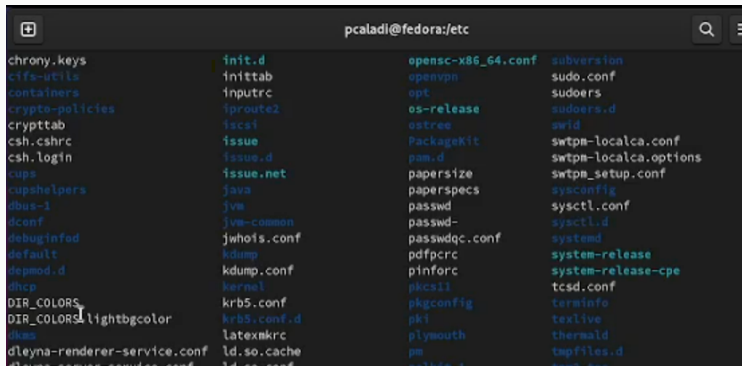 pcaladi@fedora:/etc
chrony.keys init.d opensc-x86_64.conf subversion
cifs-utils inittab openvpn sudo.conf
containers inputrc opt sudoers
crypto-policies iproute2 os-release sudoers.d
crypttab iscsi ostree swid
csh.cshrc issue PackageKit swtpm-localca.conf
csh.login issue.d pam.d swtpm-localca.options
cups issue.net papersize swtpm_setup.conf
cupshelpers java paperspecs sysconfig
dbus-1 jvm passwd sysctl.conf
dconf jvm-common passwd- sysctl.d
debuginfod jwhois.conf passwdqc.conf systemd
default kdump pdfpcrc system-release
depmod.d kdump.conf pinforc system-release-cpe
dhcp kernel pkcs11 tcsd.conf
DIR_COLORS krb5.conf pkgconfig terminfo
DIR_COLORS.lightbgcolor krb5.conf.d pki texlive
dkms latexmkrc plymouth thermald
dleyna-renderer-service.conf ld.so.cache pm tmpfiles.d